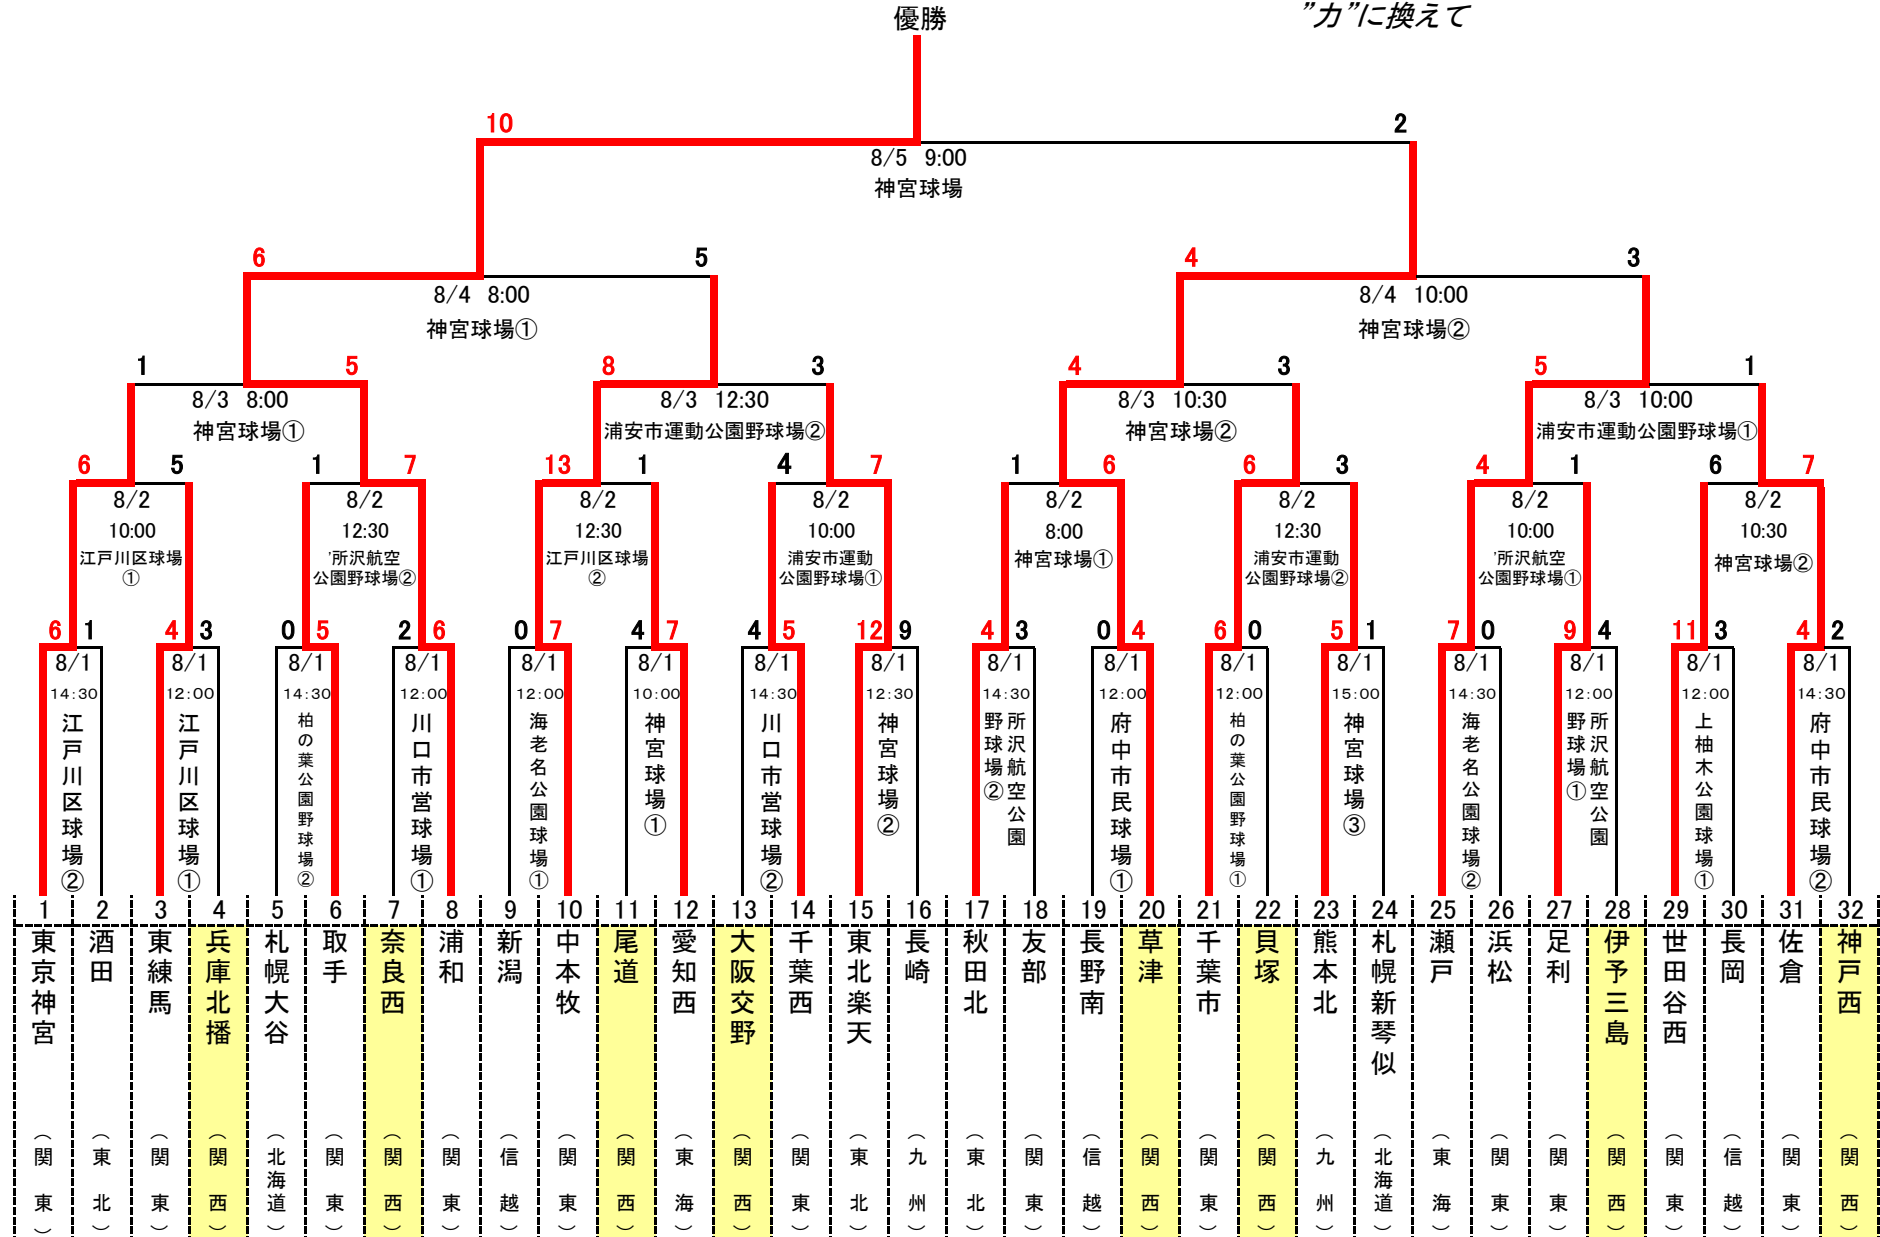 ”力”に換えて
優勝
10 2
8/5 9:00
神宮球場
6 5 4 3
8/4 8:00 8/4 10:00
神宮球場① 神宮球場②
1 5 8 3 4 3 5 1
8/3 8:00 8/3 12:30 8/3 10:30 8/3 10:00
神宮球場① 浦安市運動公園野球場② 神宮球場② 浦安市運動公園野球場①
6 5 1 7 13 1 4 7 1 6 6 3 4 1 6 7
8/2 8/2 8/2 8/2 8/2 8/2 8/2 8/2
10:00 12:30 12:30 10:00 8:00 12:30 10:00 10:30
江戸川区球場
①
'所沢航空
公園野球場②
江戸川区球場
②
浦安市運動
公園野球場①
神宮球場①
浦安市運動
公園野球場②
'所沢航空
公園野球場①
神宮球場②
6 1 4 3 0 5 2 6 0 7 4 7 4 5 12 9 4 3 0 4 6 0 5 1 7 0 9 4 11 3 4 2
8/1 8/1 8/1 8/1 8/1 8/1 8/1 8/1 8/1 8/1 8/1 8/1 8/1 8/1 8/1 8/1
14:30 12:00 14:30 12:00 12:00 10:00 14:30 12:30 14:30 12:00 12:00 15:00 14:30 12:00 12:00 14:30
江戸川区球場②
江戸川区球場①
柏の葉公園野球場②
川口市営球場①
海老名公園球場①
神宮球場①
川口市営球場②
神宮球場②
所沢航空公園
野球場②
府中市民球場①
柏の葉公園野球場①
神宮球場③
海老名公園球場②
所沢航空公園
野球場①
上柚木公園球場①
府中市民球場②
1 2 3 4 5 6 7 8 9 10 11 12 13 14 15 16 17 18 19 20 21 22 23 24 25 26 27 28 29 30 31 32
東京神宮（関東）
酒田（東北）
東練馬（関東）
兵庫北播（関西）
札幌大谷（北海道）
取手（関東）
奈良西（関西）
浦和（関東）
新潟（信越）
中本牧（関東）
尾道（関西）
愛知西（東海）
大阪交野（関西）
千葉西（関東）
東北楽天（東北）
長崎（九州）
秋田北（東北）
友部（関東）
長野南（信越）
草津（関西）
千葉市（関東）
貝塚（関西）
熊本北（九州）
札幌新琴似（北海道）
瀬戸（東海）
浜松（関東）
足利（関東）
伊予三島（関西）
世田谷西（関東）
長岡（信越）
佐倉（関東）
神戸西（関西）